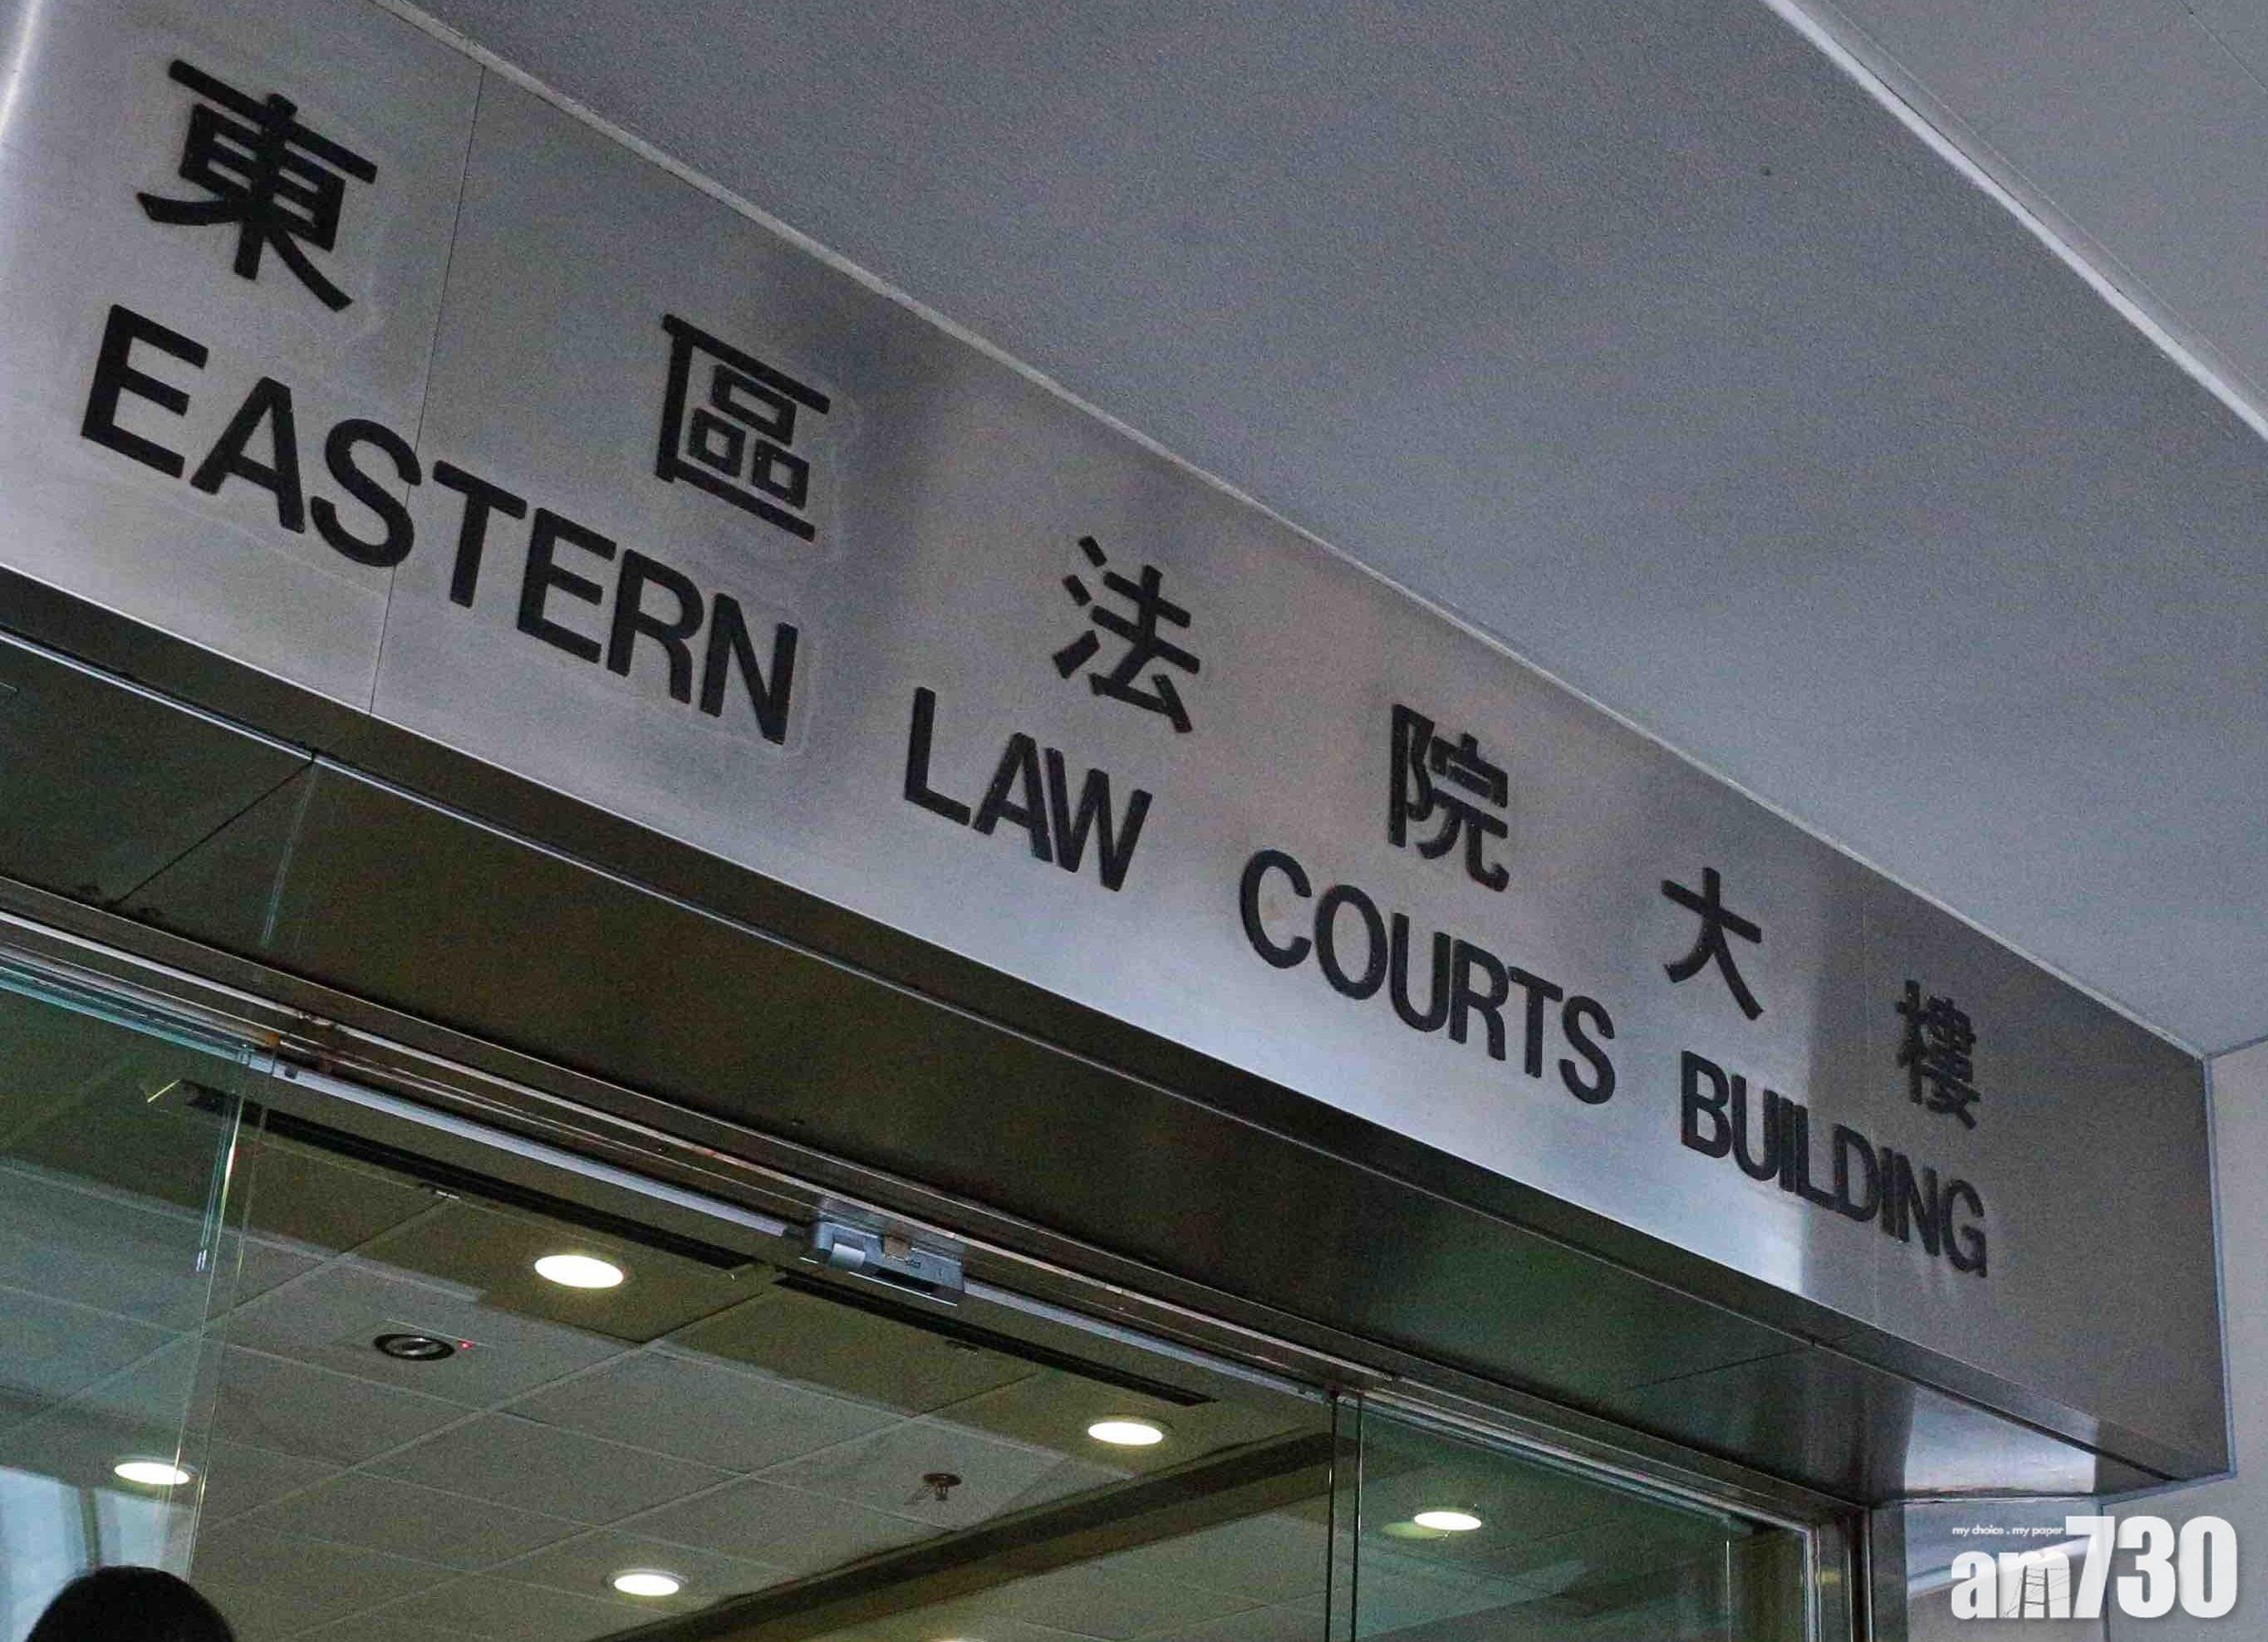 東區法院大樓
EASTERN LAW COURTS BUILDING
my choice . my paper
am730